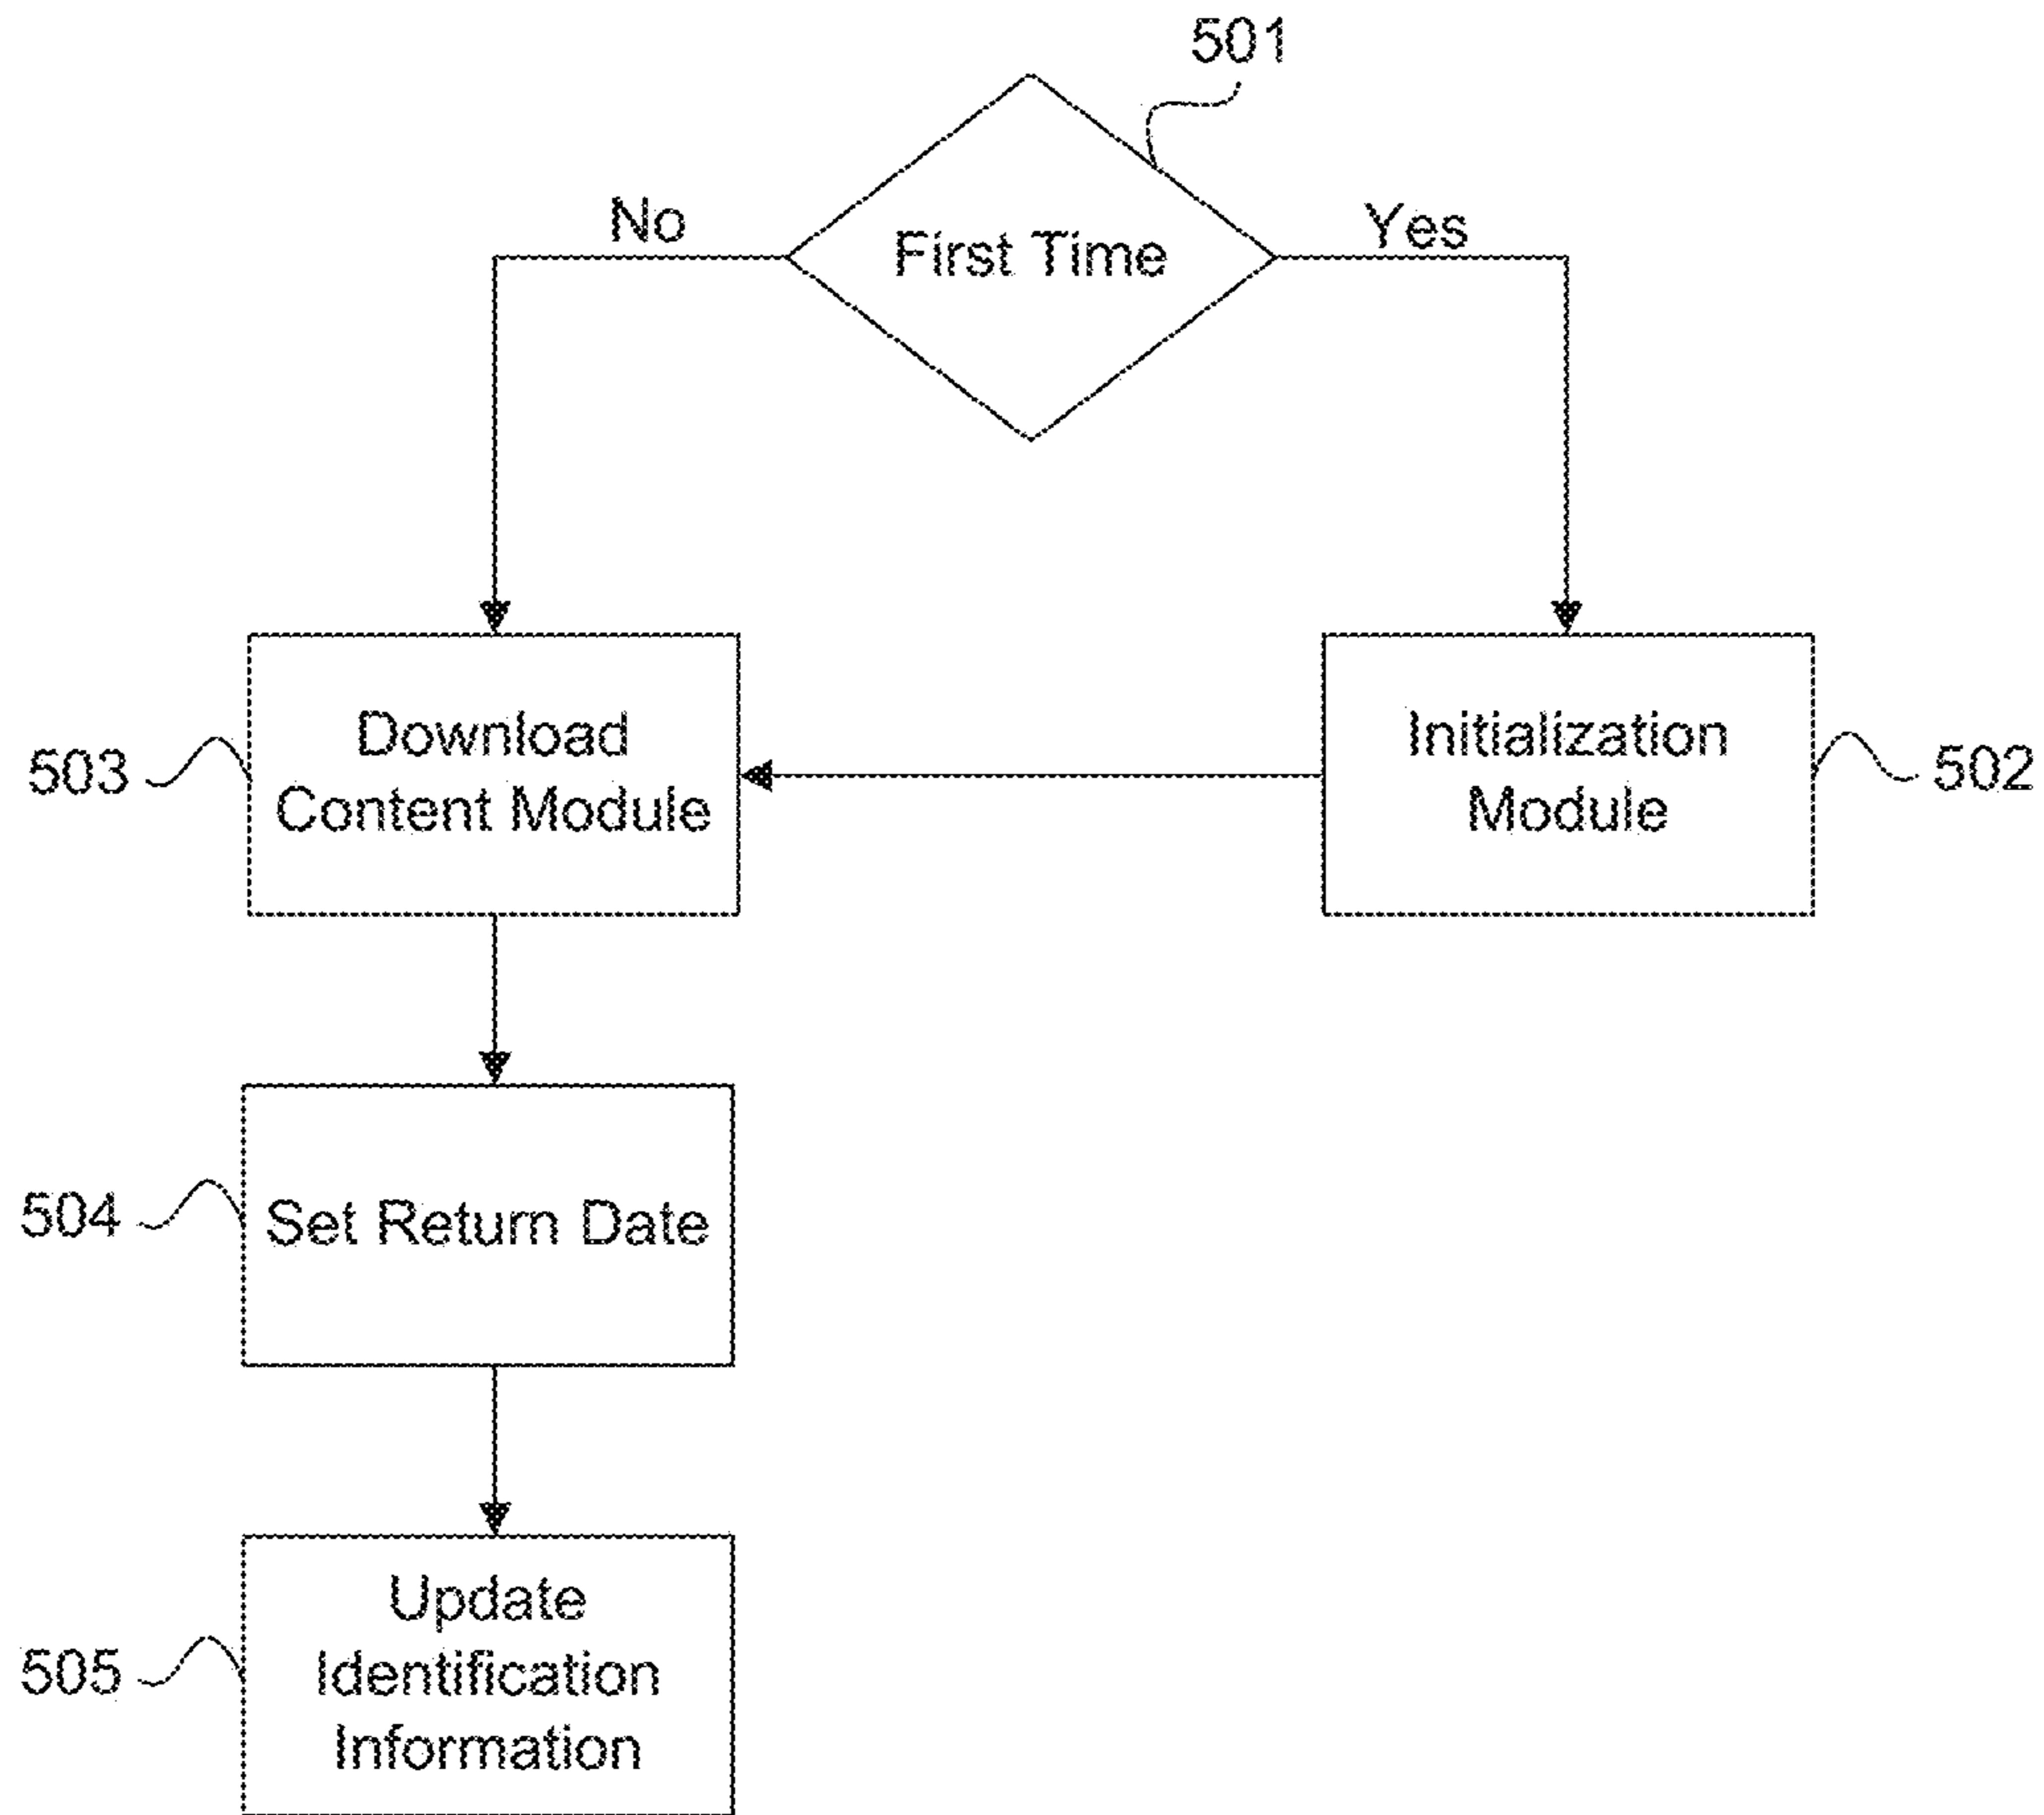 501
No
First Time
Yes
503
Download
Content Module
Initialization
Module
502
504
Set Return Date
505
Update
Identification
Information